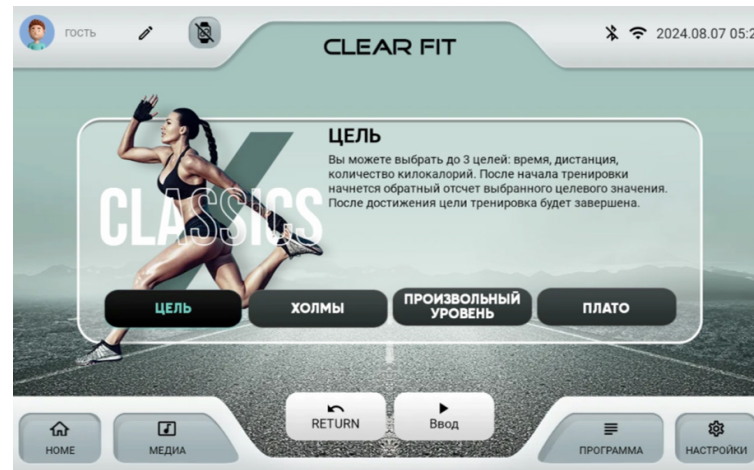 гость
CLEAR FIT
2024.08.07 05:2
ЦЕЛЬ
Вы можете выбрать до 3 целей: время, дистанция,
количество килокалорий. После начала тренировки
начнется обратный отсчет выбранного целевого значения.
После достижения цели тренировка будет завершена.
X
CLASSICS
ЦЕЛЬ
ХОЛМЫ
ПРОИЗВОЛЬНЫЙ
УРОВЕНЬ
ПЛАТО
RETURN
Ввод
HOME
МЕДИА
ПРОГРАММА
НАСТРОЙКИ